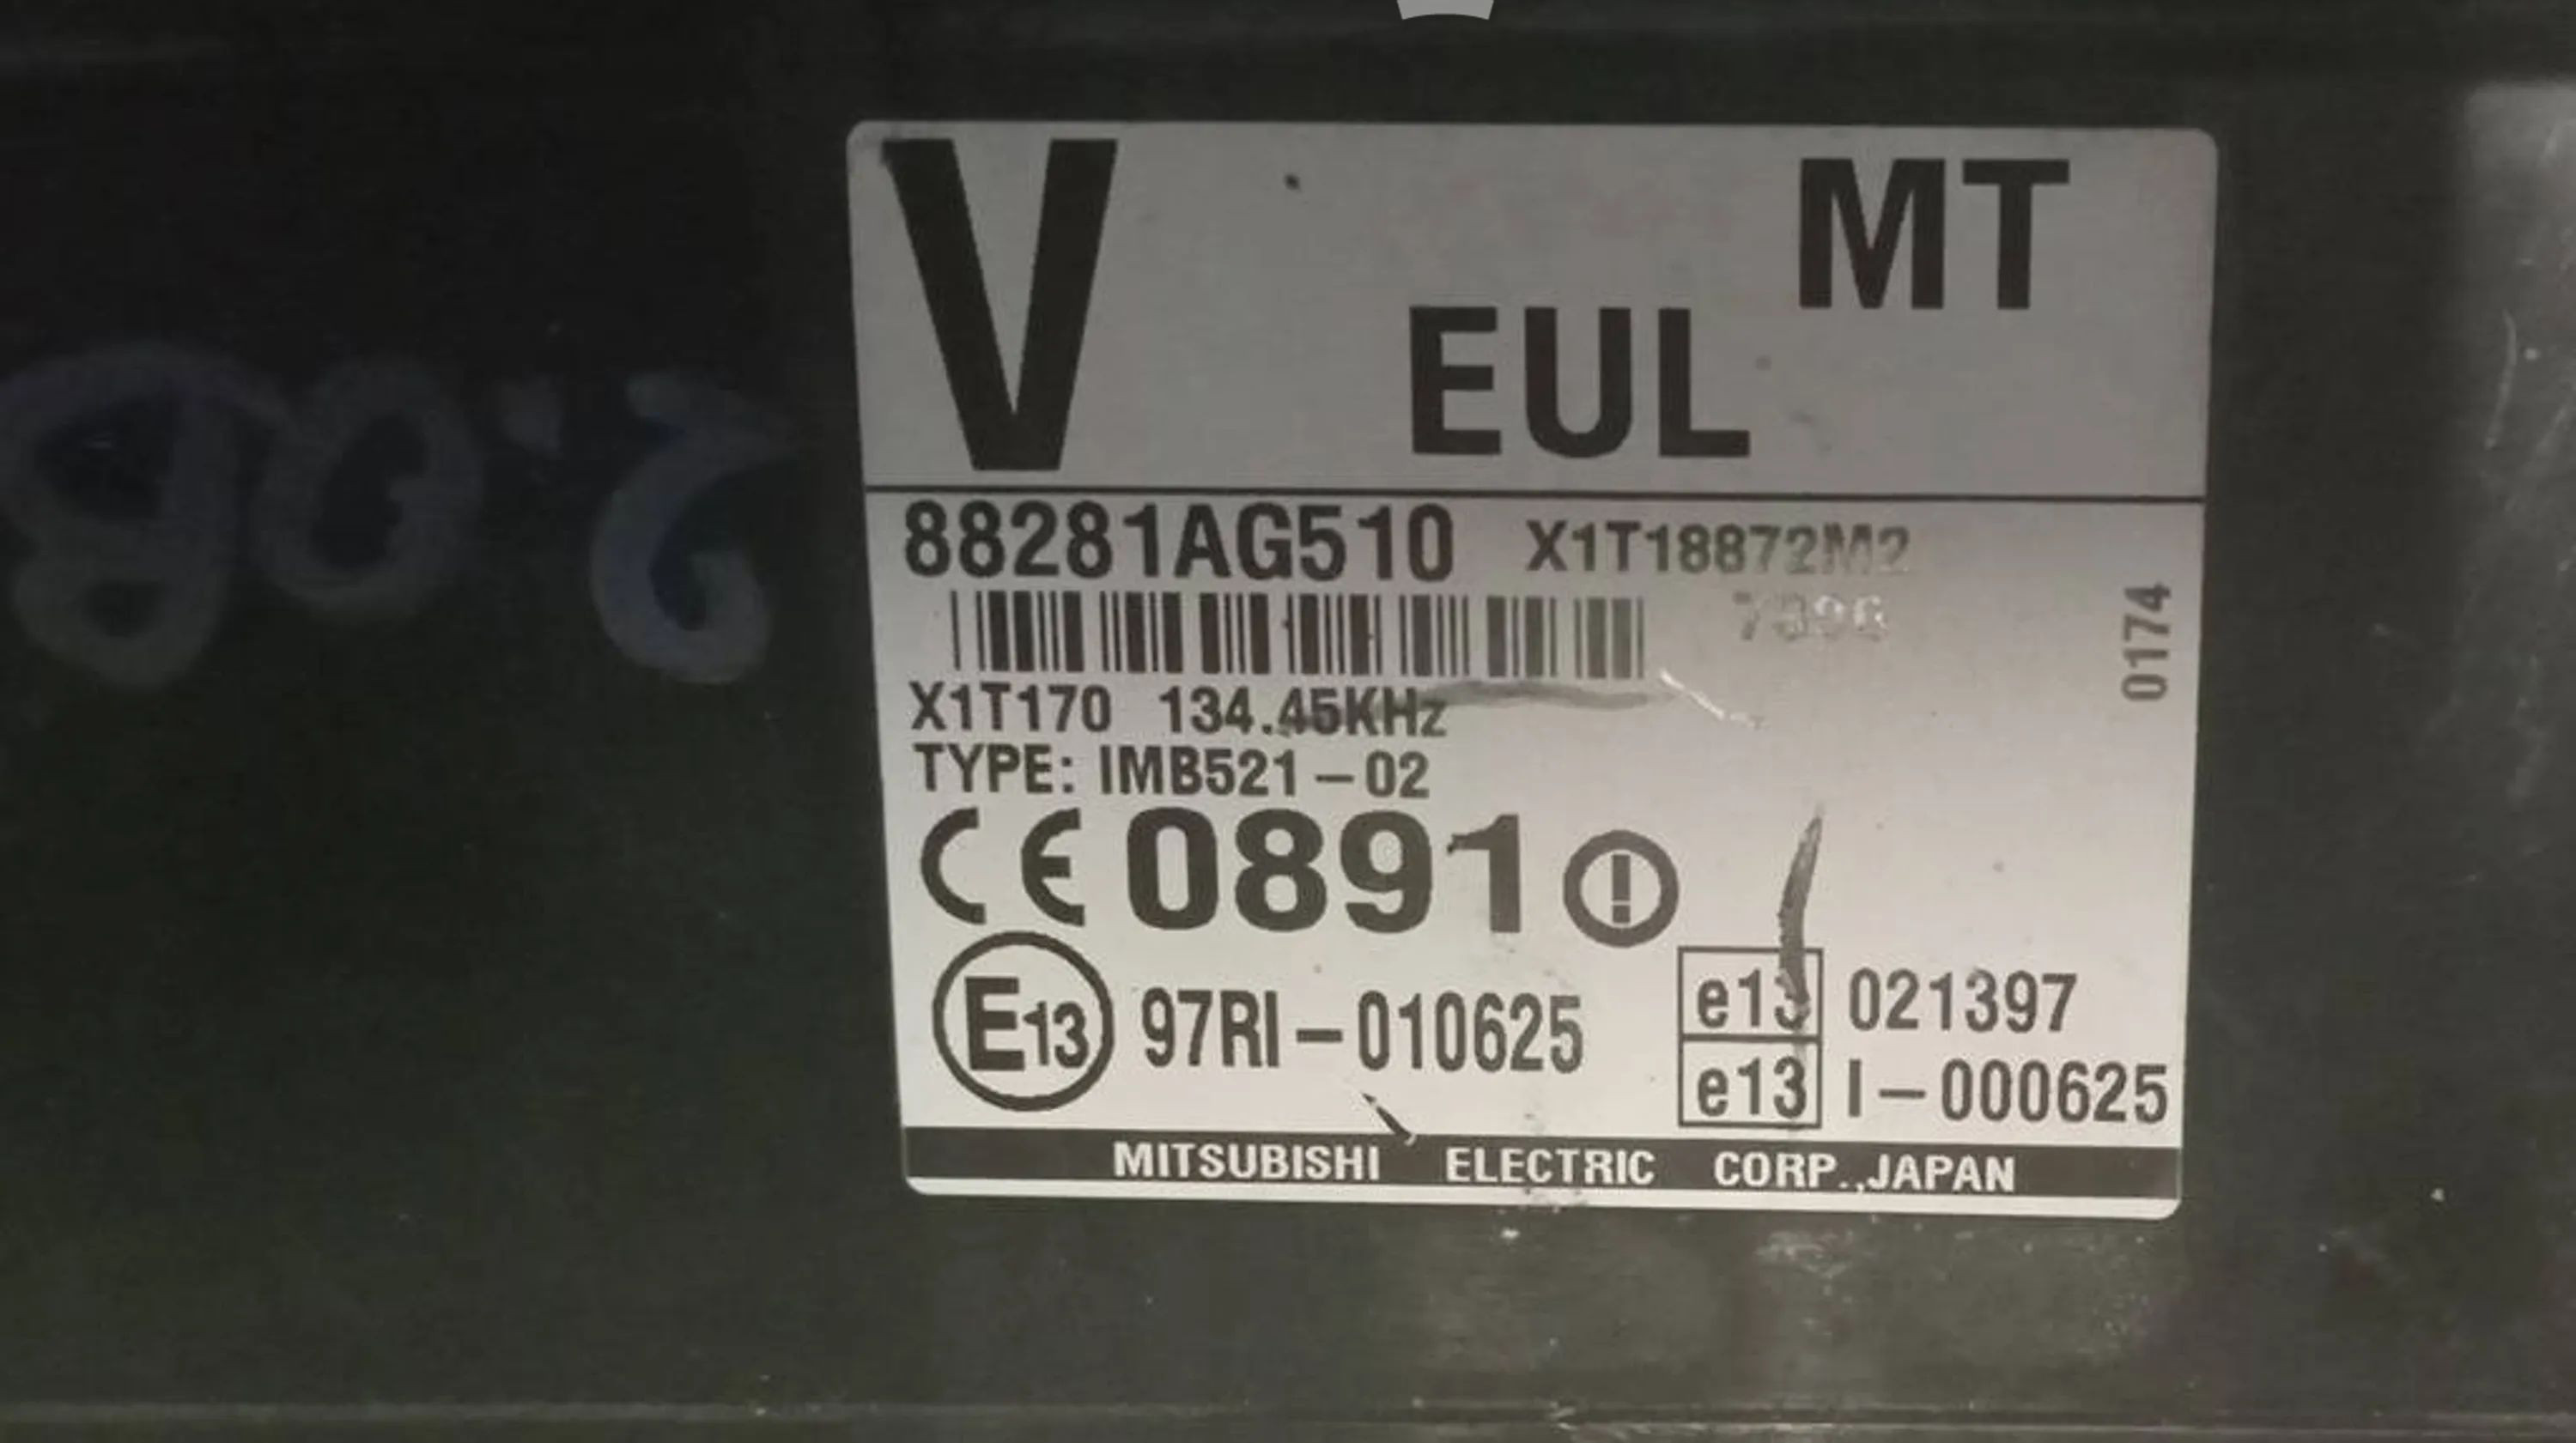 V
MT
EUL
88281AG510 X1T18872M2
0174
X1T170 134.45KHz
TYPE: IMB521-02
CE 0891
E13 97RI-010625
e13 021397
e13 I-000625
MITSUBISHI ELECTRIC CORP.,JAPAN